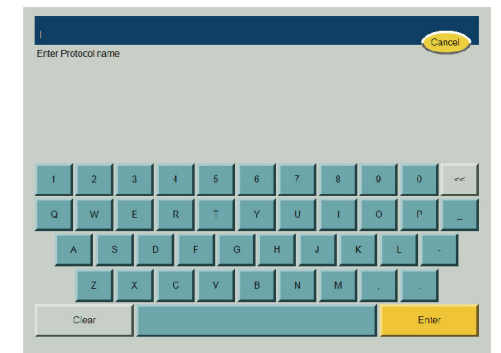 Cancel
Enter Protocol name
1 2 3 4 5 6 7 8 9 0 <<
Q W E R T Y U I O P _
A S D F G H J K L -
Z X C V B N M , .
Clear Enter